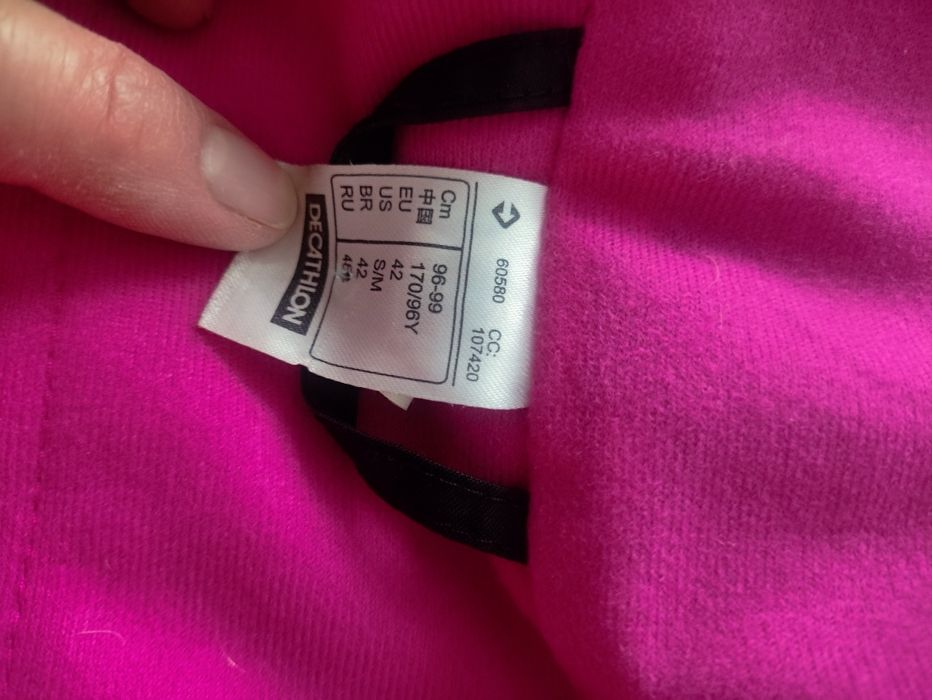 60580 CC:
107420
Cm 96-99
中国 170/96Y
EU 42
US S/M
BR 42
RU
DECATHLON